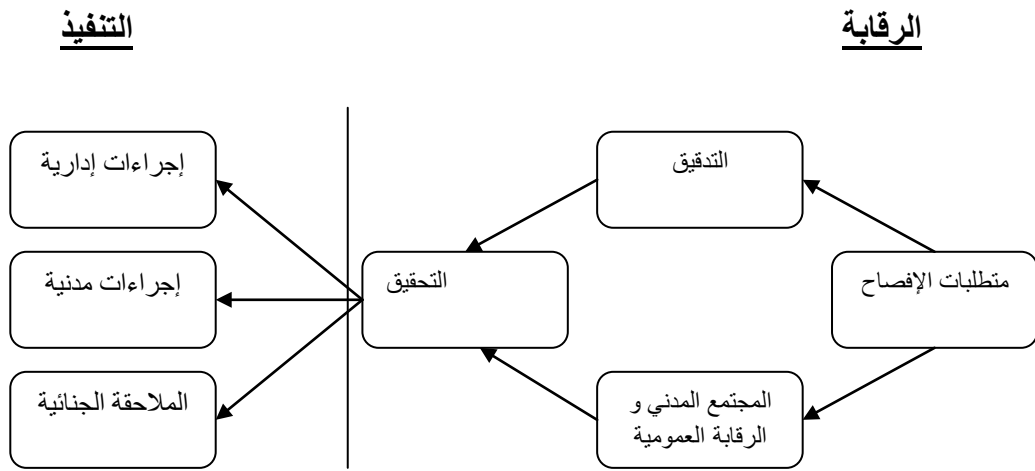 الرقابة
التنفيذ
متطلبات الإفصاح
التدقيق
المجتمع المدني و
الرقابة العمومية
التحقيق
إجراءات إدارية
إجراءات مدنية
الملاحقة الجنائية